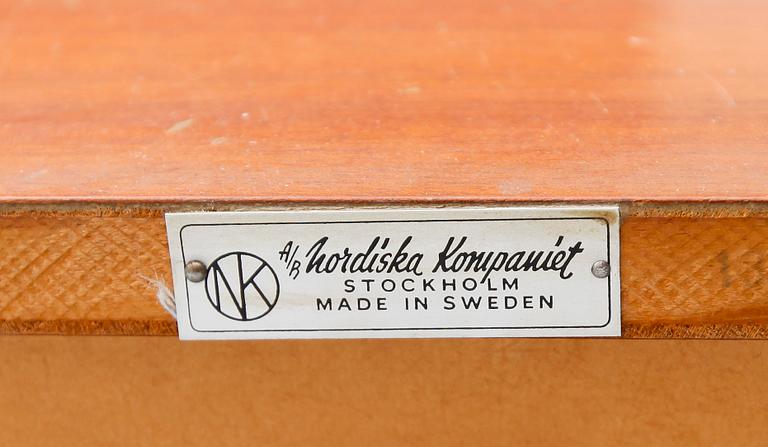 NK
A/B Nordiska Kompaniet
STOCKHOLM
MADE IN SWEDEN